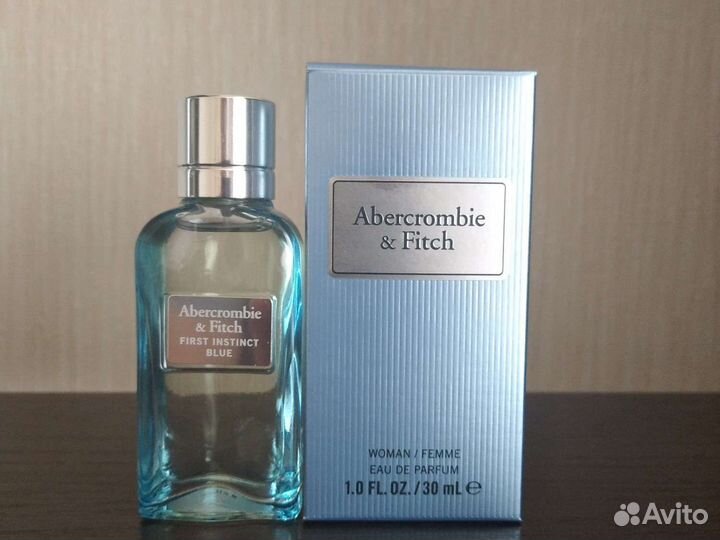 Abercrombie
& Fitch
FIRST INSTINCT
BLUE
Abercrombie
& Fitch
WOMAN / FEMME
EAU DE PARFUM
1.0 FL. OZ. / 30 mL ℮
Avito